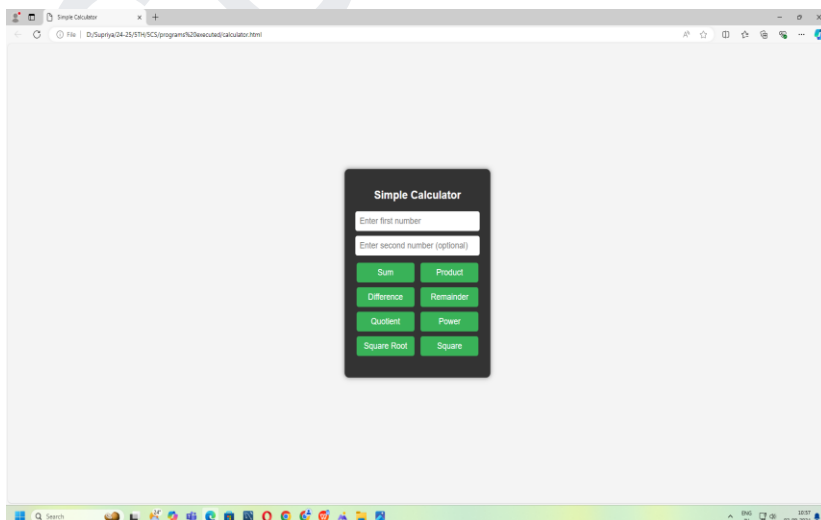 Simple Calculator
File | D:/Supriya/24-25/5TH/SCS/programs%20executed/calculator.html
Simple Calculator
Enter first number
Enter second number (optional)
Sum Product
Difference Remainder
Quotient Power
Square Root Square
Search
24°
ENG
10:57